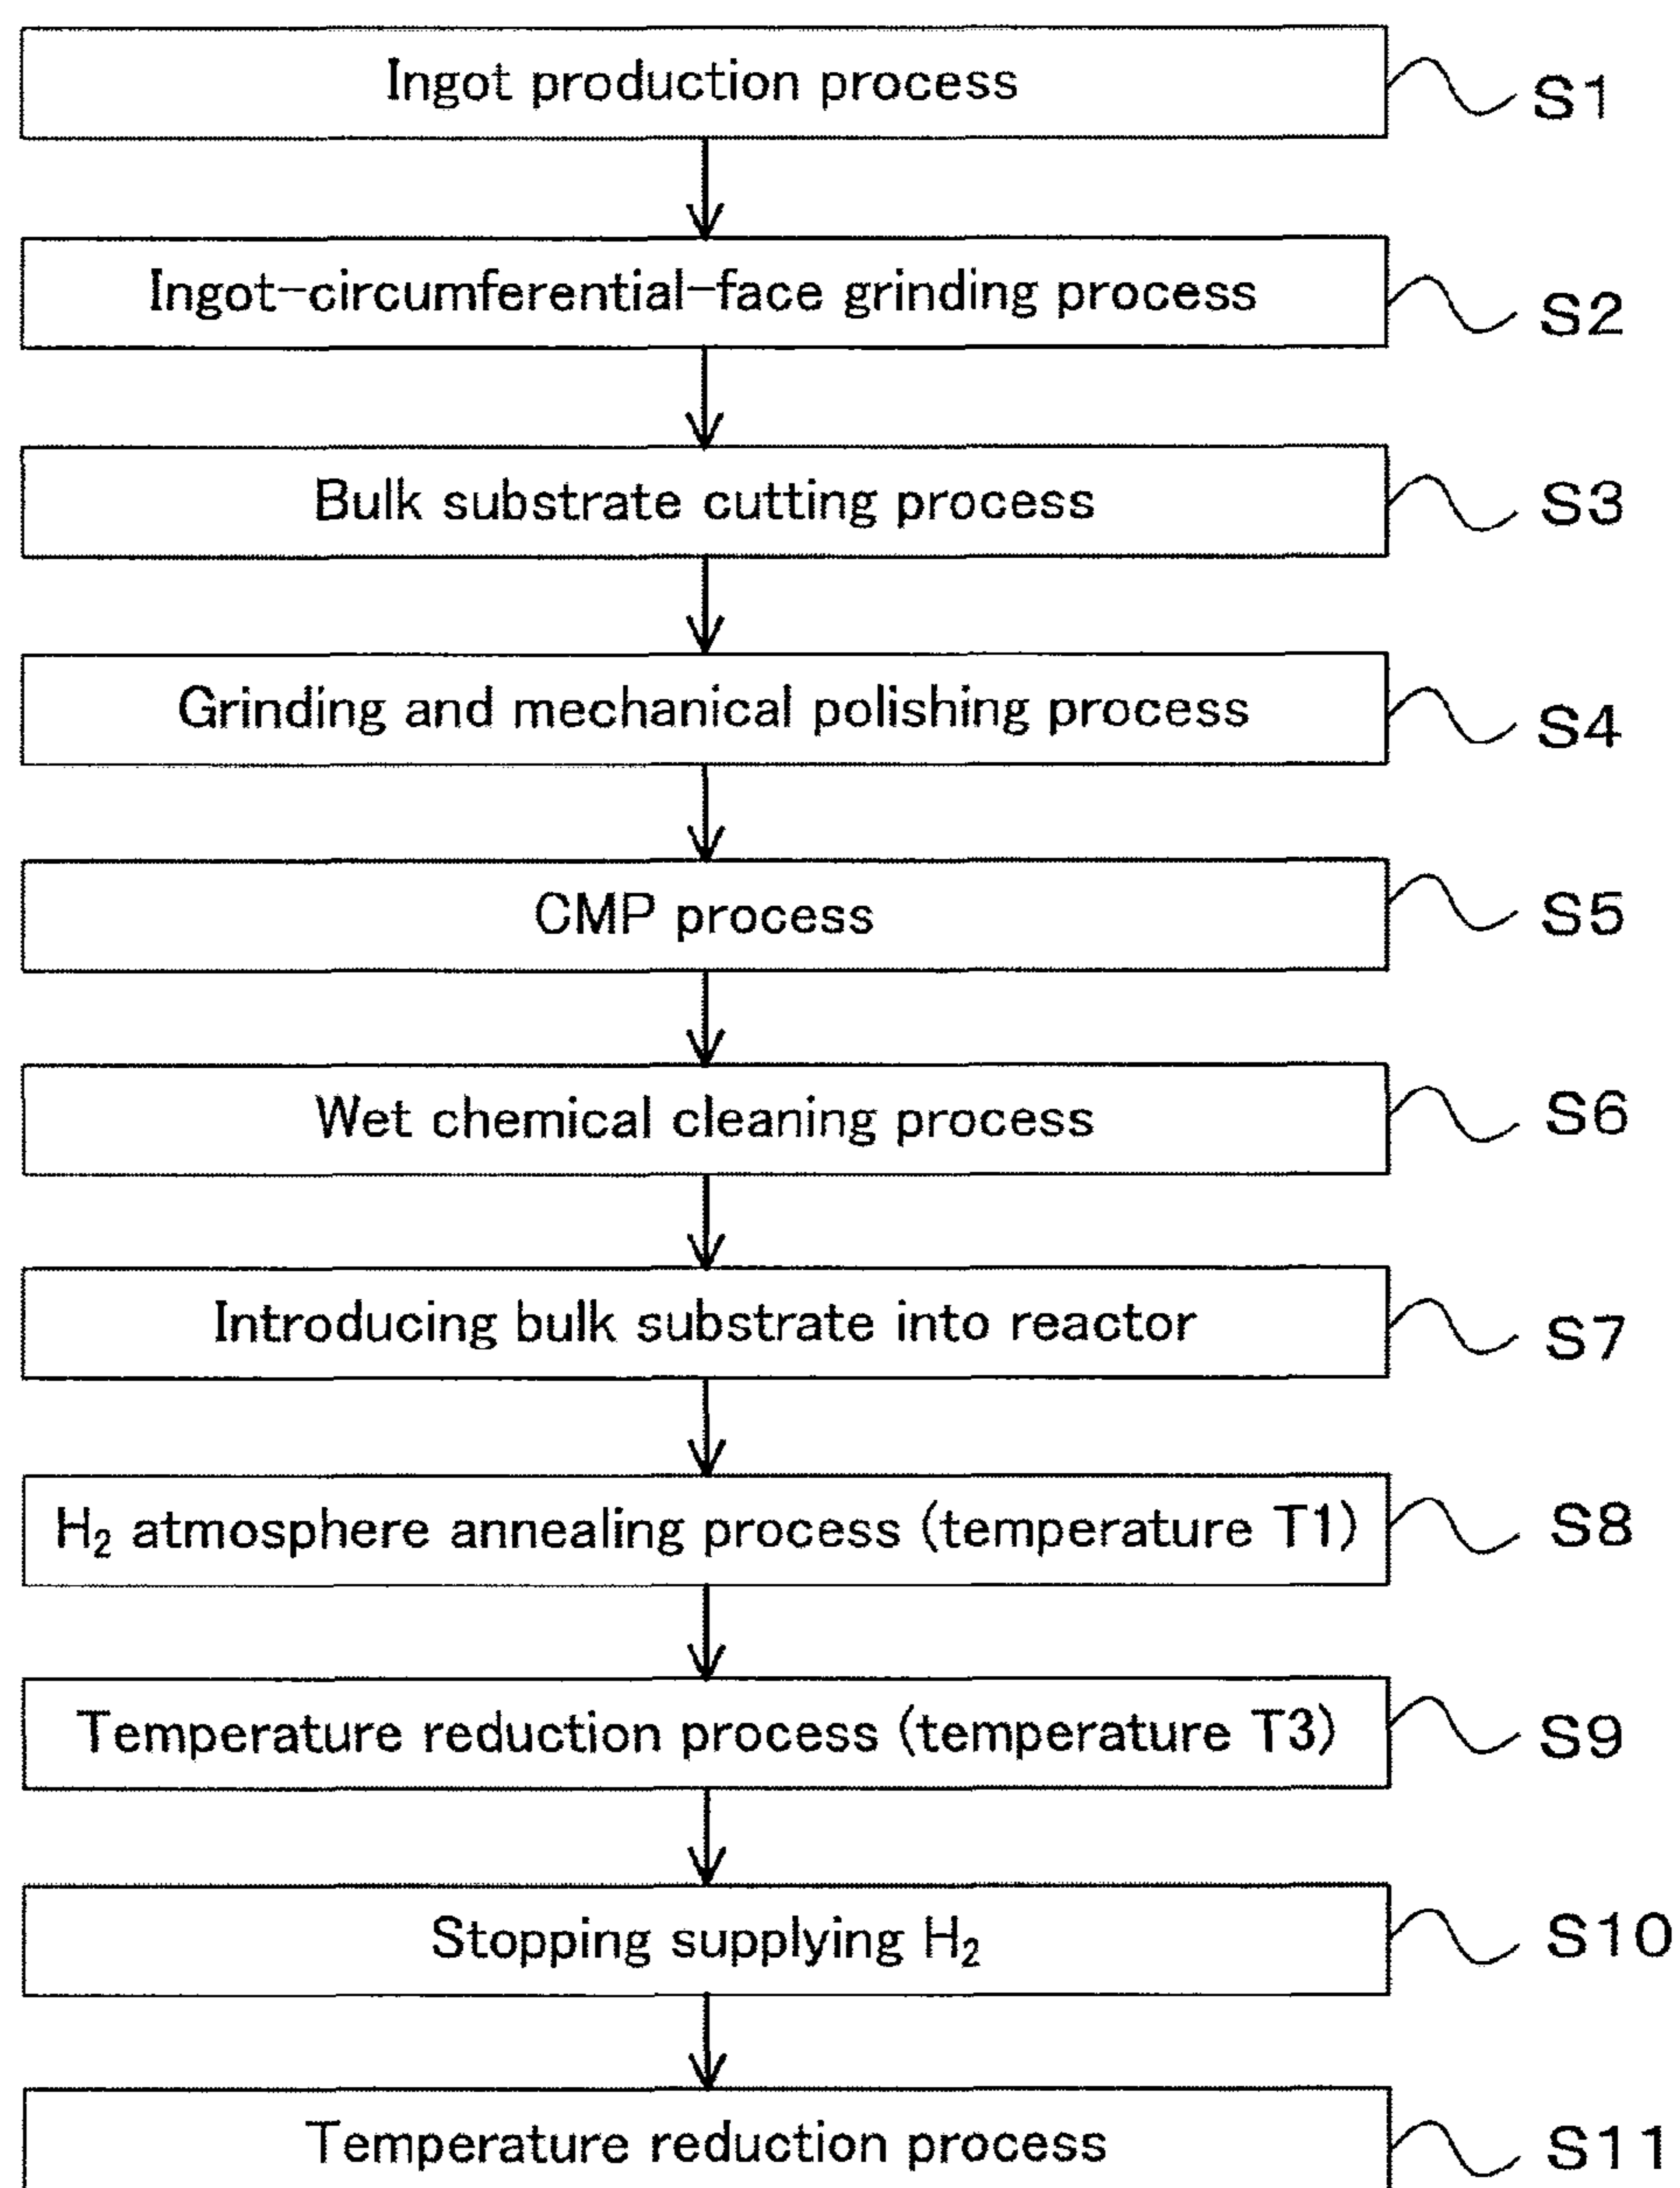 Ingot production process S1
Ingot-circumferential-face grinding process S2
Bulk substrate cutting process S3
Grinding and mechanical polishing process S4
CMP process S5
Wet chemical cleaning process S6
Introducing bulk substrate into reactor S7
H₂ atmosphere annealing process (temperature T1) S8
Temperature reduction process (temperature T3) S9
Stopping supplying H₂ S10
Temperature reduction process S11